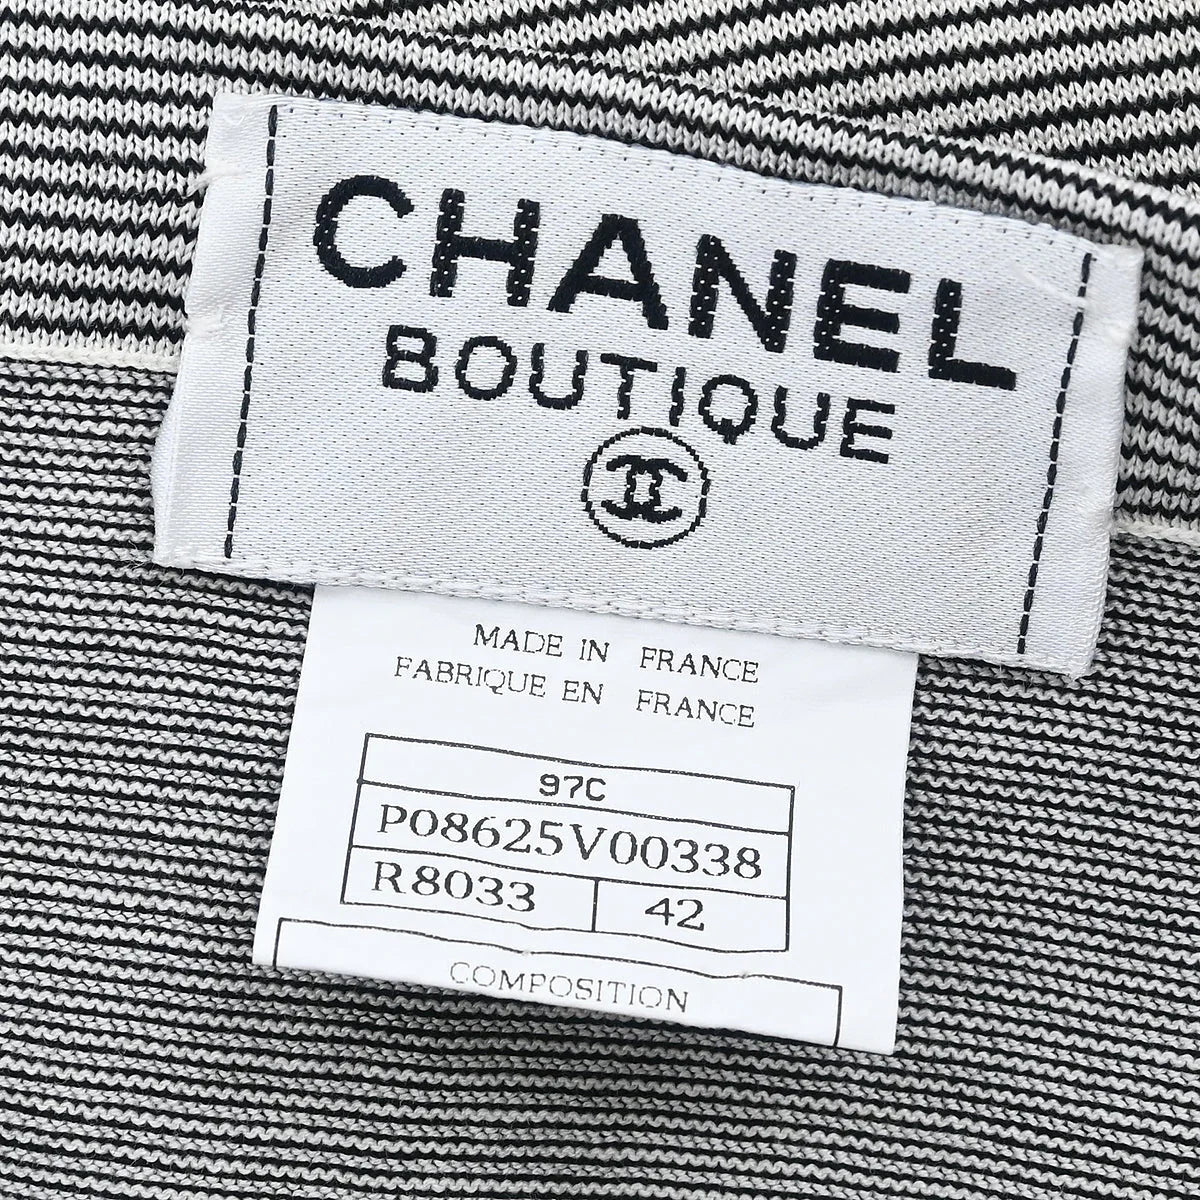 CHANEL
BOUTIQUE
MADE IN FRANCE
FABRIQUE EN FRANCE
97C
P08625V00338
R8033 42
COMPOSITION